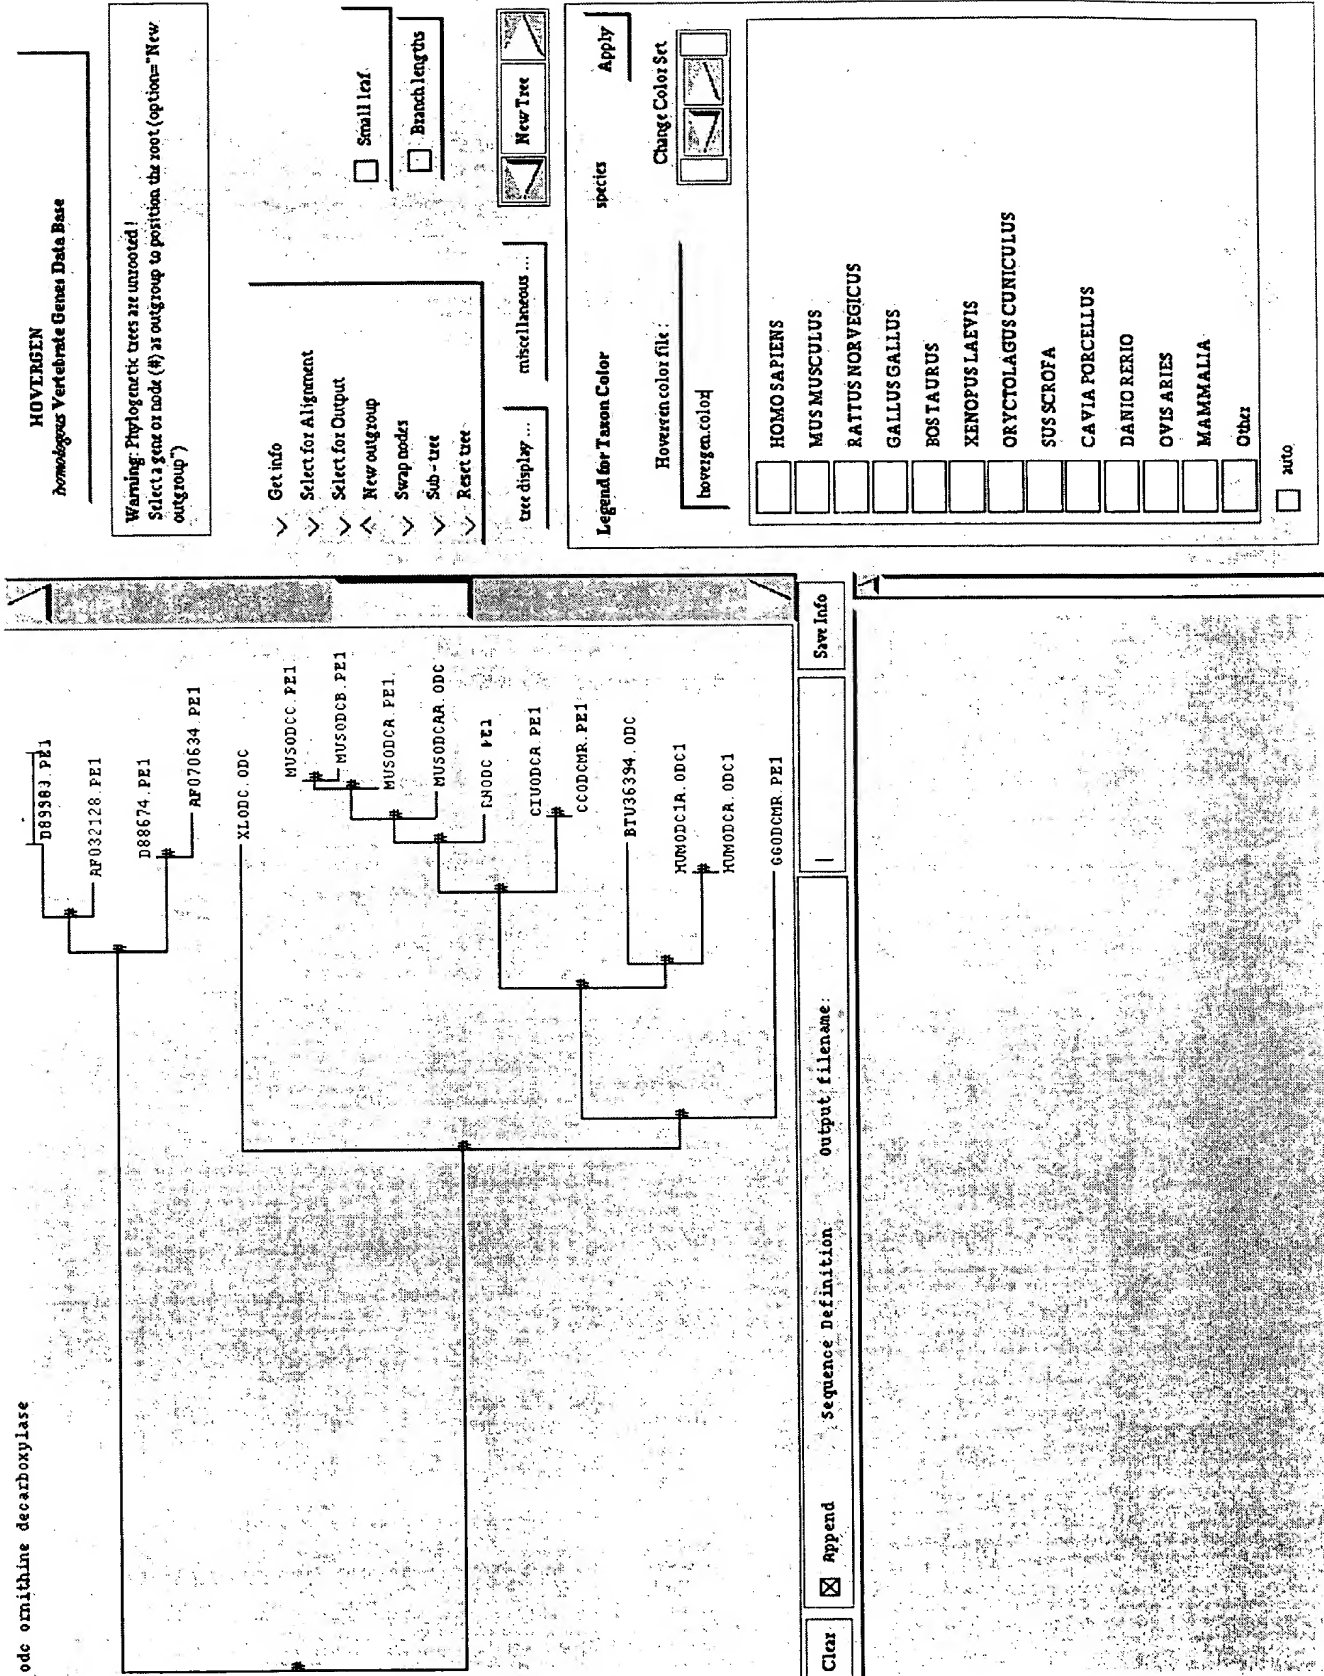 odc ornithine decarboxylase
D89983.PE1
AF032128.PE1
D88674.PE1
AF070634.PE1
XLODC.ODC
MUSODCC.PE1
MUSODCB.PE1
MUSODCA.PE1
MUSODCAA.ODC
RNODC.PE1
CIUODCA.PE1
CCODCMR.PE1
BTU36394.ODC
HUMODC1A.ODC1
HUMODCA.ODC1
GGODCMR.PE1
Clear
Append
Sequence Definition
output filename:
Save Info
HOVERGEN
homologous Vertebrate Genes Data Base
Warning: Phylogenetic trees are unrooted!
Select a gene or node (#) as outgroup to position the root (option="New
outgroup")
Get info
Select for Alignment
Select for Output
New outgroup
Swap nodes
Sub-tree
Reset tree
Small leaf
Branch lengths
tree display ...
miscellaneous ...
New Tree
Legend for Taxon Color
species
Apply
Hovergen color file:
hovergen.color
Change Color Set
HOMO SAPIENS
MUS MUSCULUS
RATTUS NORVEGICUS
GALLUS GALLUS
BOS TAURUS
XENOPUS LAEVIS
ORYCTOLAGUS CUNICULUS
SUS SCROFA
CAVIA PORCELLUS
DANIO RERIO
OVIS ARIES
MAMMALIA
Other
auto